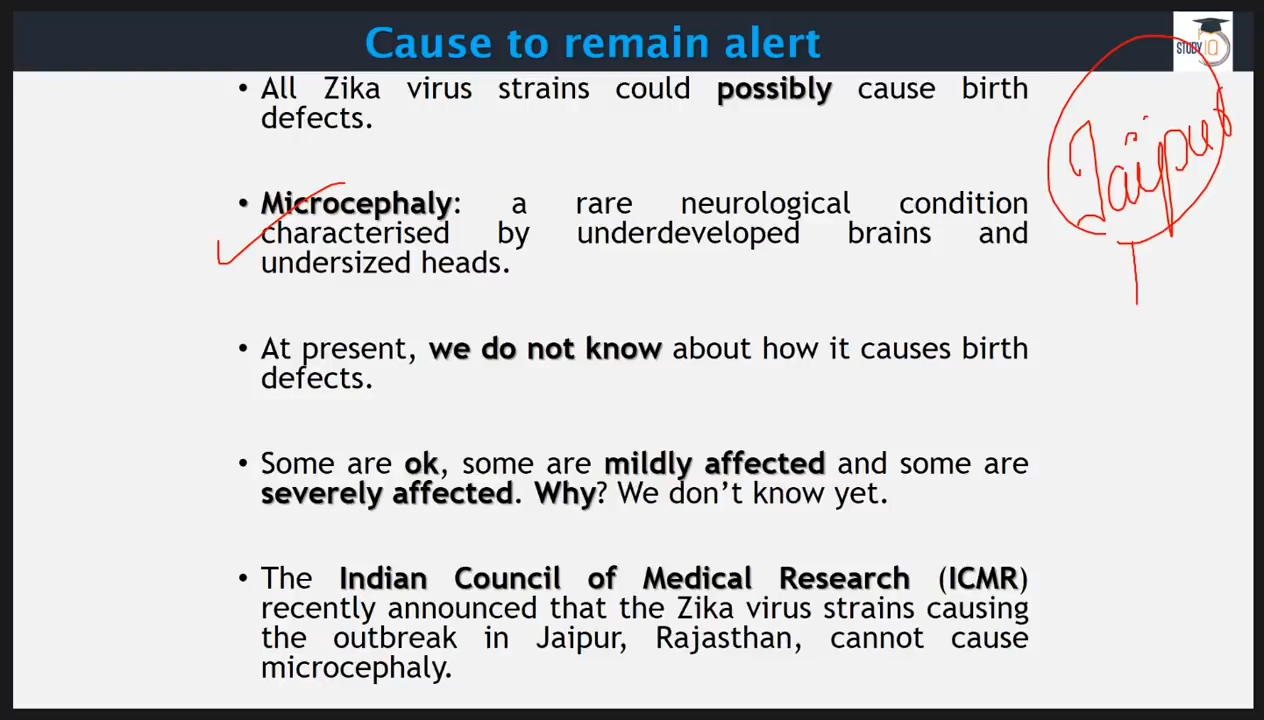 Cause to remain alert
STUDY IQ
• All Zika virus strains could possibly cause birth
defects.
Jaipur
• Microcephaly: a rare neurological condition
characterised by underdeveloped brains and
undersized heads.
• At present, we do not know about how it causes birth
defects.
• Some are ok, some are mildly affected and some are
severely affected. Why? We don’t know yet.
• The Indian Council of Medical Research (ICMR)
recently announced that the Zika virus strains causing
the outbreak in Jaipur, Rajasthan, cannot cause
microcephaly.